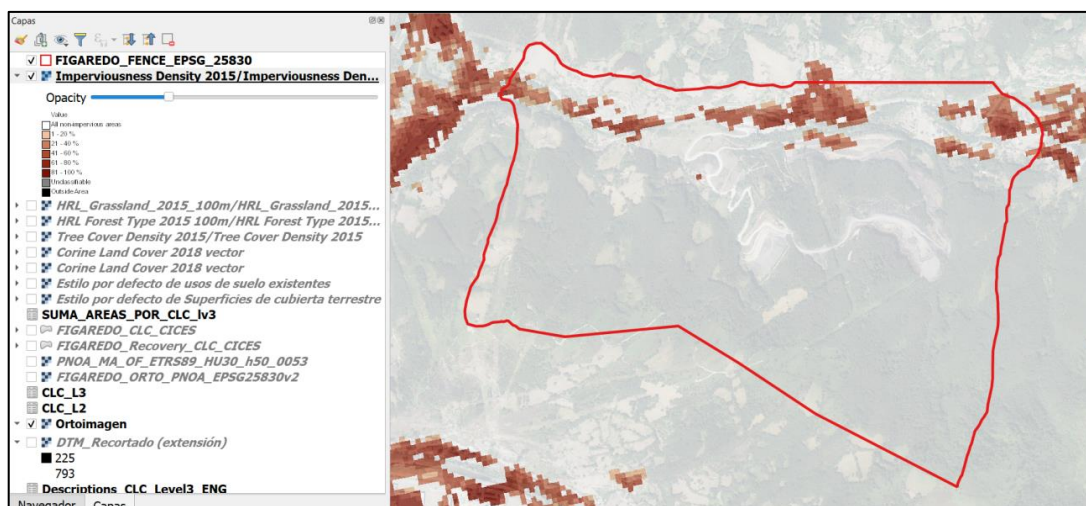 Capas
FIGAREDO_FENCE_EPSG_25830
Imperviousness Density 2015/Imperviousness Den...
Opacity
Value
All non-impervious areas
1 - 20 %
21 - 40 %
41 - 60 %
61 - 80 %
81 - 100 %
Unclassifiable
Outside Area
HRL_Grassland_2015_100m/HRL_Grassland_2015...
HRL Forest Type 2015 100m/HRL Forest Type 2015...
Tree Cover Density 2015/Tree Cover Density 2015
Corine Land Cover 2018 vector
Corine Land Cover 2018 vector
Estilo por defecto de usos de suelo existentes
Estilo por defecto de Superficies de cubierta terrestre
SUMA_AREAS_POR_CLC_lv3
FIGAREDO_CLC_CICES
FIGAREDO_Recovery_CLC_CICES
PNOA_MA_OF_ETRS89_HU30_h50_0053
FIGAREDO_ORTO_PNOA_EPSG25830v2
CLC_L3
CLC_L2
Ortoimagen
DTM_Recortado (extensión)
225
793
Descriptions_CLC_Level3_ENG
Navegador Capas